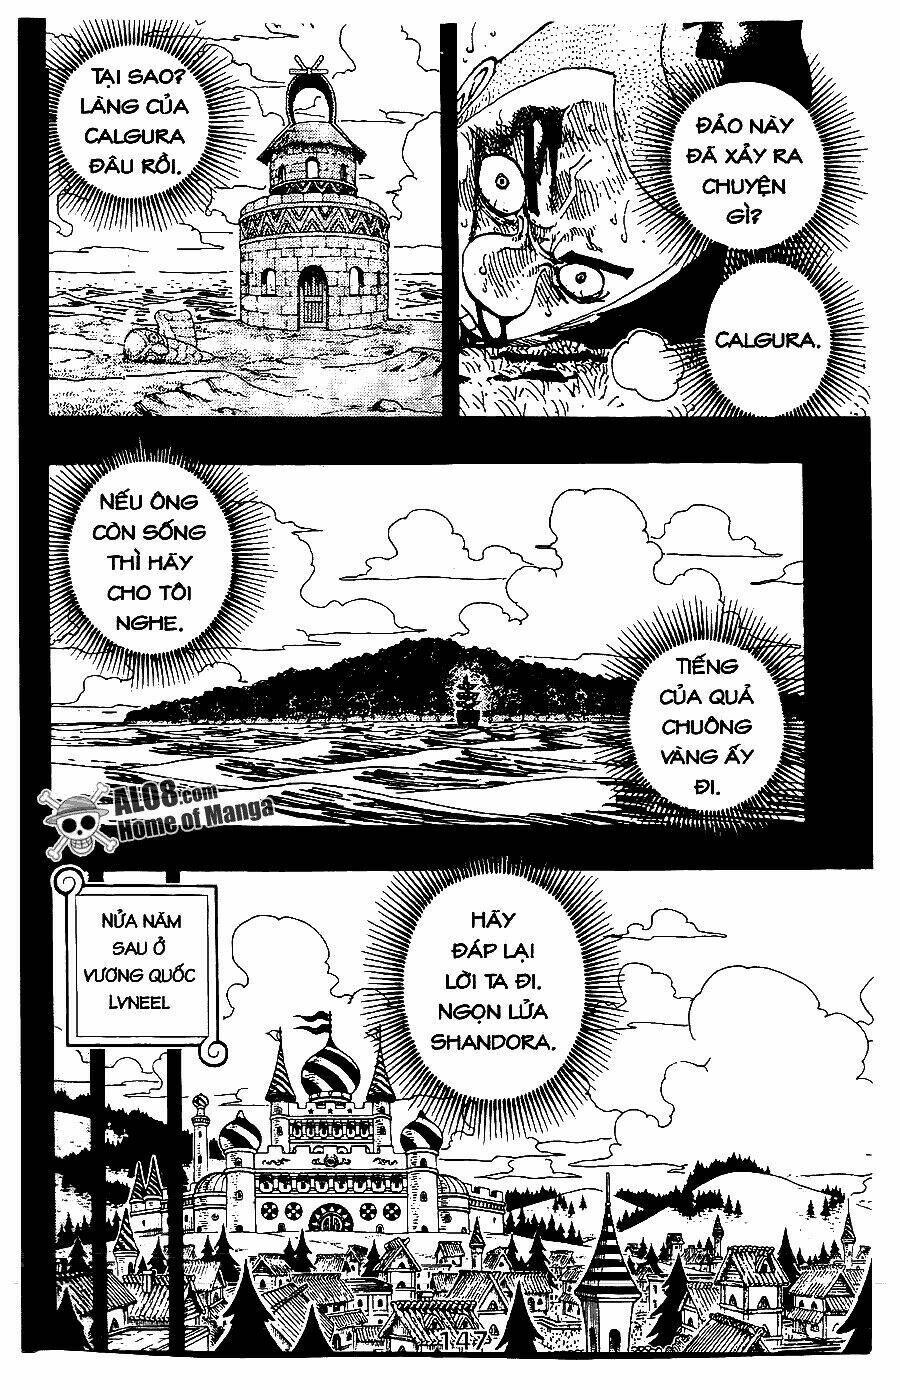 ĐẢO NÀY
ĐÃ XẢY RA
CHUYỆN
GÌ?
CALGURA.
TẠI SAO?
LÀNG CỦA
CALGURA
ĐÂU RỒI.
NẾU ÔNG
CÒN SỐNG
THÌ HÃY
CHO TÔI
NGHE.
TIẾNG
CỦA QUẢ
CHUÔNG
VÀNG ẤY
ĐI.
AL08.com
Home of Manga
NỬA NĂM
SAU Ở
VƯƠNG QUỐC
LVNEEL
HÃY
ĐÁP LẠI
LỜI TA ĐI.
NGỌN LỬA
SHANDORA.
147